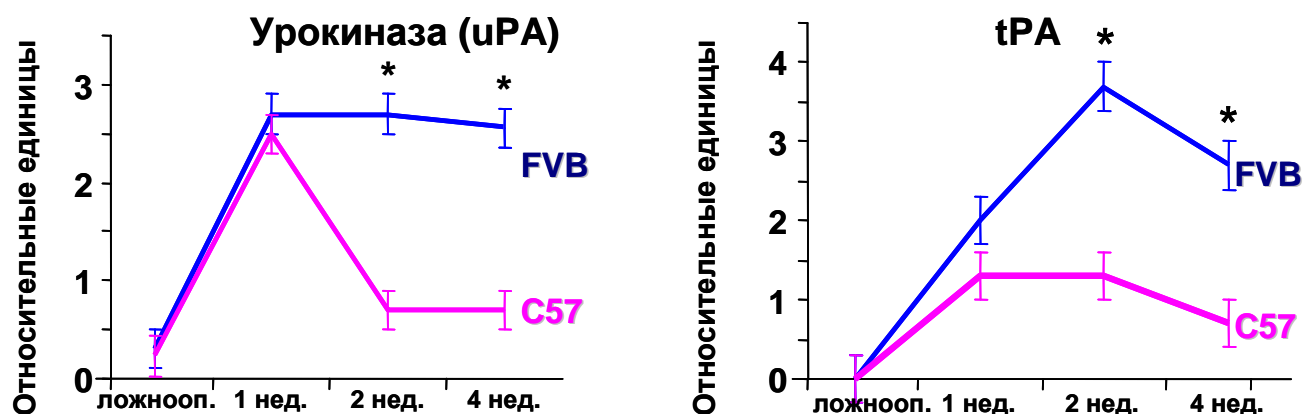 Урокиназа (uPA)
Относительные единицы
3
2
1
0
*
*
FVB
C57
ложнооп. 1 нед. 2 нед. 4 нед.
tPA
Относительные единицы
4
3
2
1
0
*
*
FVB
C57
ложнооп. 1 нед. 2 нед. 4 нед.